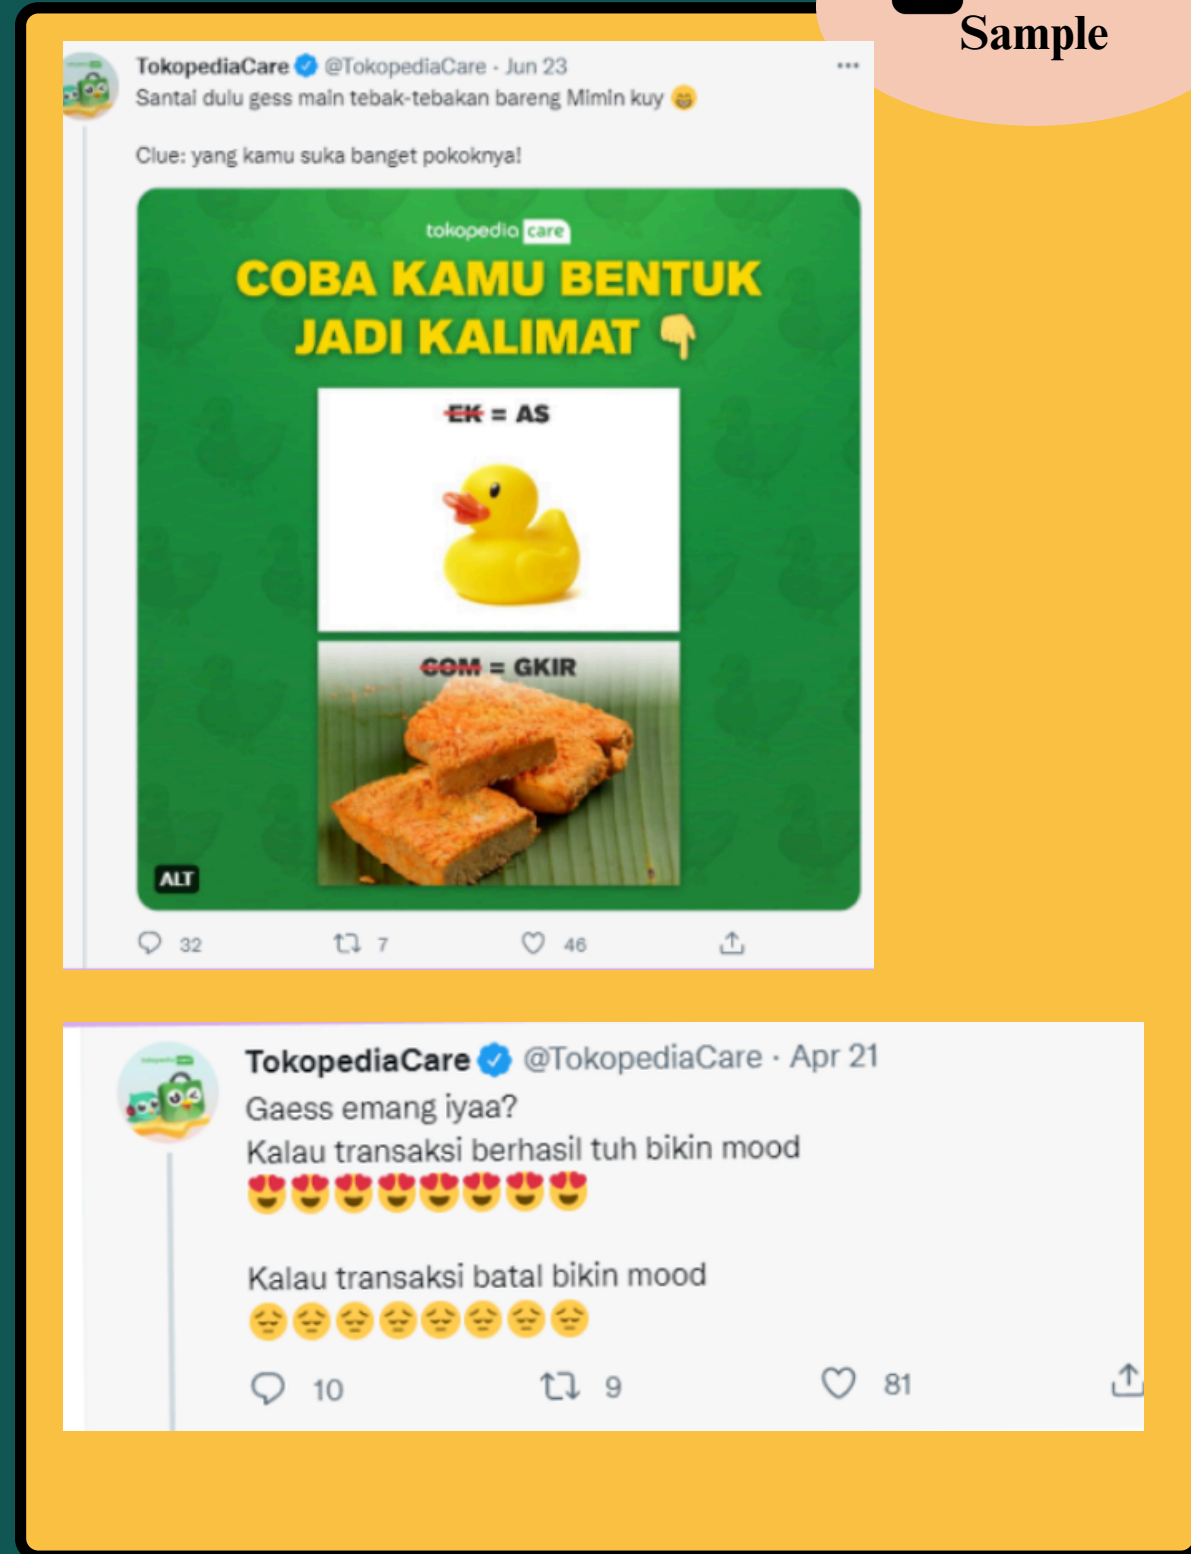 Sample
TokopediaCare @TokopediaCare · Jun 23
Santai dulu gess main tebak-tebakan bareng Mimin kuy 😁
Clue: yang kamu suka banget pokoknya!
tokopedia care
COBA KAMU BENTUK
JADI KALIMAT 👇
EK = AS
GOM = GKIR
ALT
32 7 46
TokopediaCare @TokopediaCare · Apr 21
Gaess emang iyaa?
Kalau transaksi berhasil tuh bikin mood
😍😍😍😍😍😍😍😍
Kalau transaksi batal bikin mood
😔😔😔😔😔😔😔😔
10 9 81